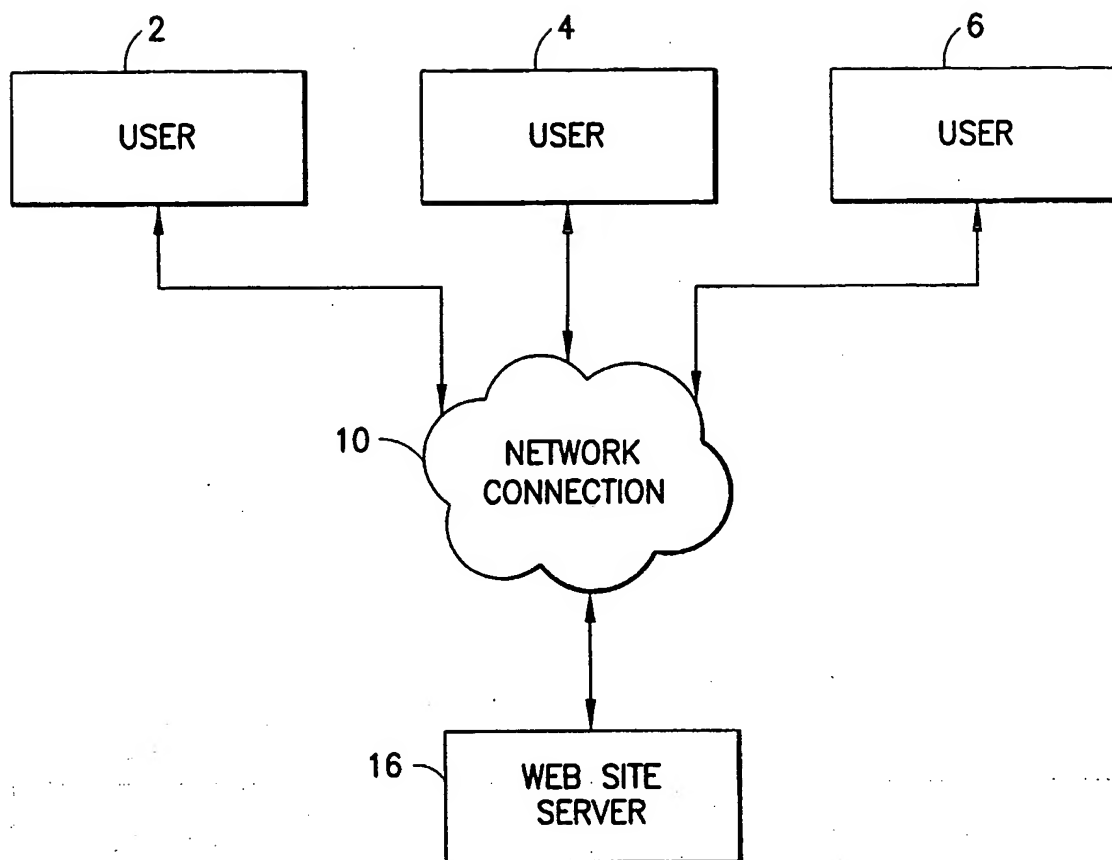 2
4
6
USER
USER
USER
10
NETWORK
CONNECTION
16
WEB SITE
SERVER